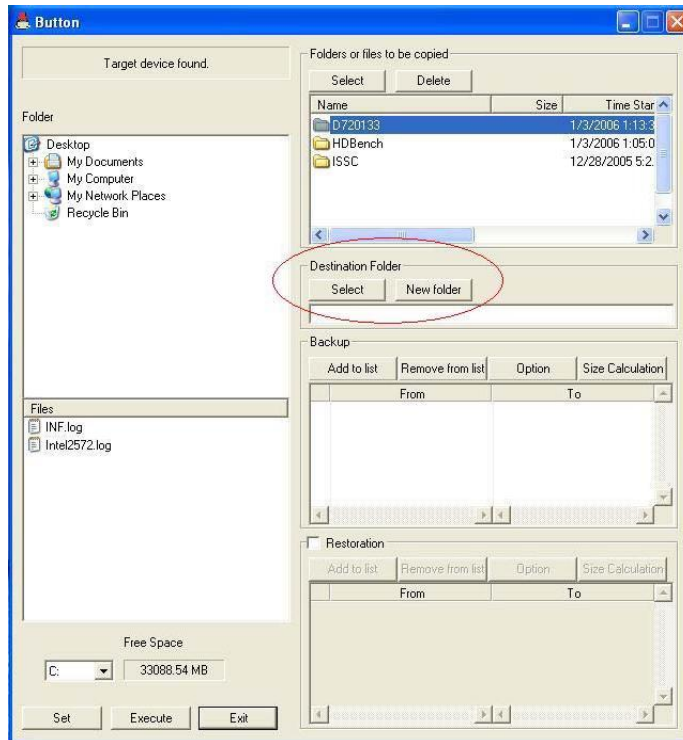 Button
Target device found.
Folder
Desktop
My Documents
My Computer
My Network Places
Recycle Bin
Files
INF.log
Intel2572.log
Free Space
C:
33088.54 MB
Set Execute Exit
Folders or files to be copied
Select Delete
Name Size Time Star
D720133 1/3/2006 1:13:3
HDBench 1/3/2006 1:05:0
ISSC 12/28/2005 5:2.
Destination Folder
Select New folder
Backup
Add to list Remove from list Option Size Calculation
From To
Restoration
Add to list Remove from list Option Size Calculation
From To